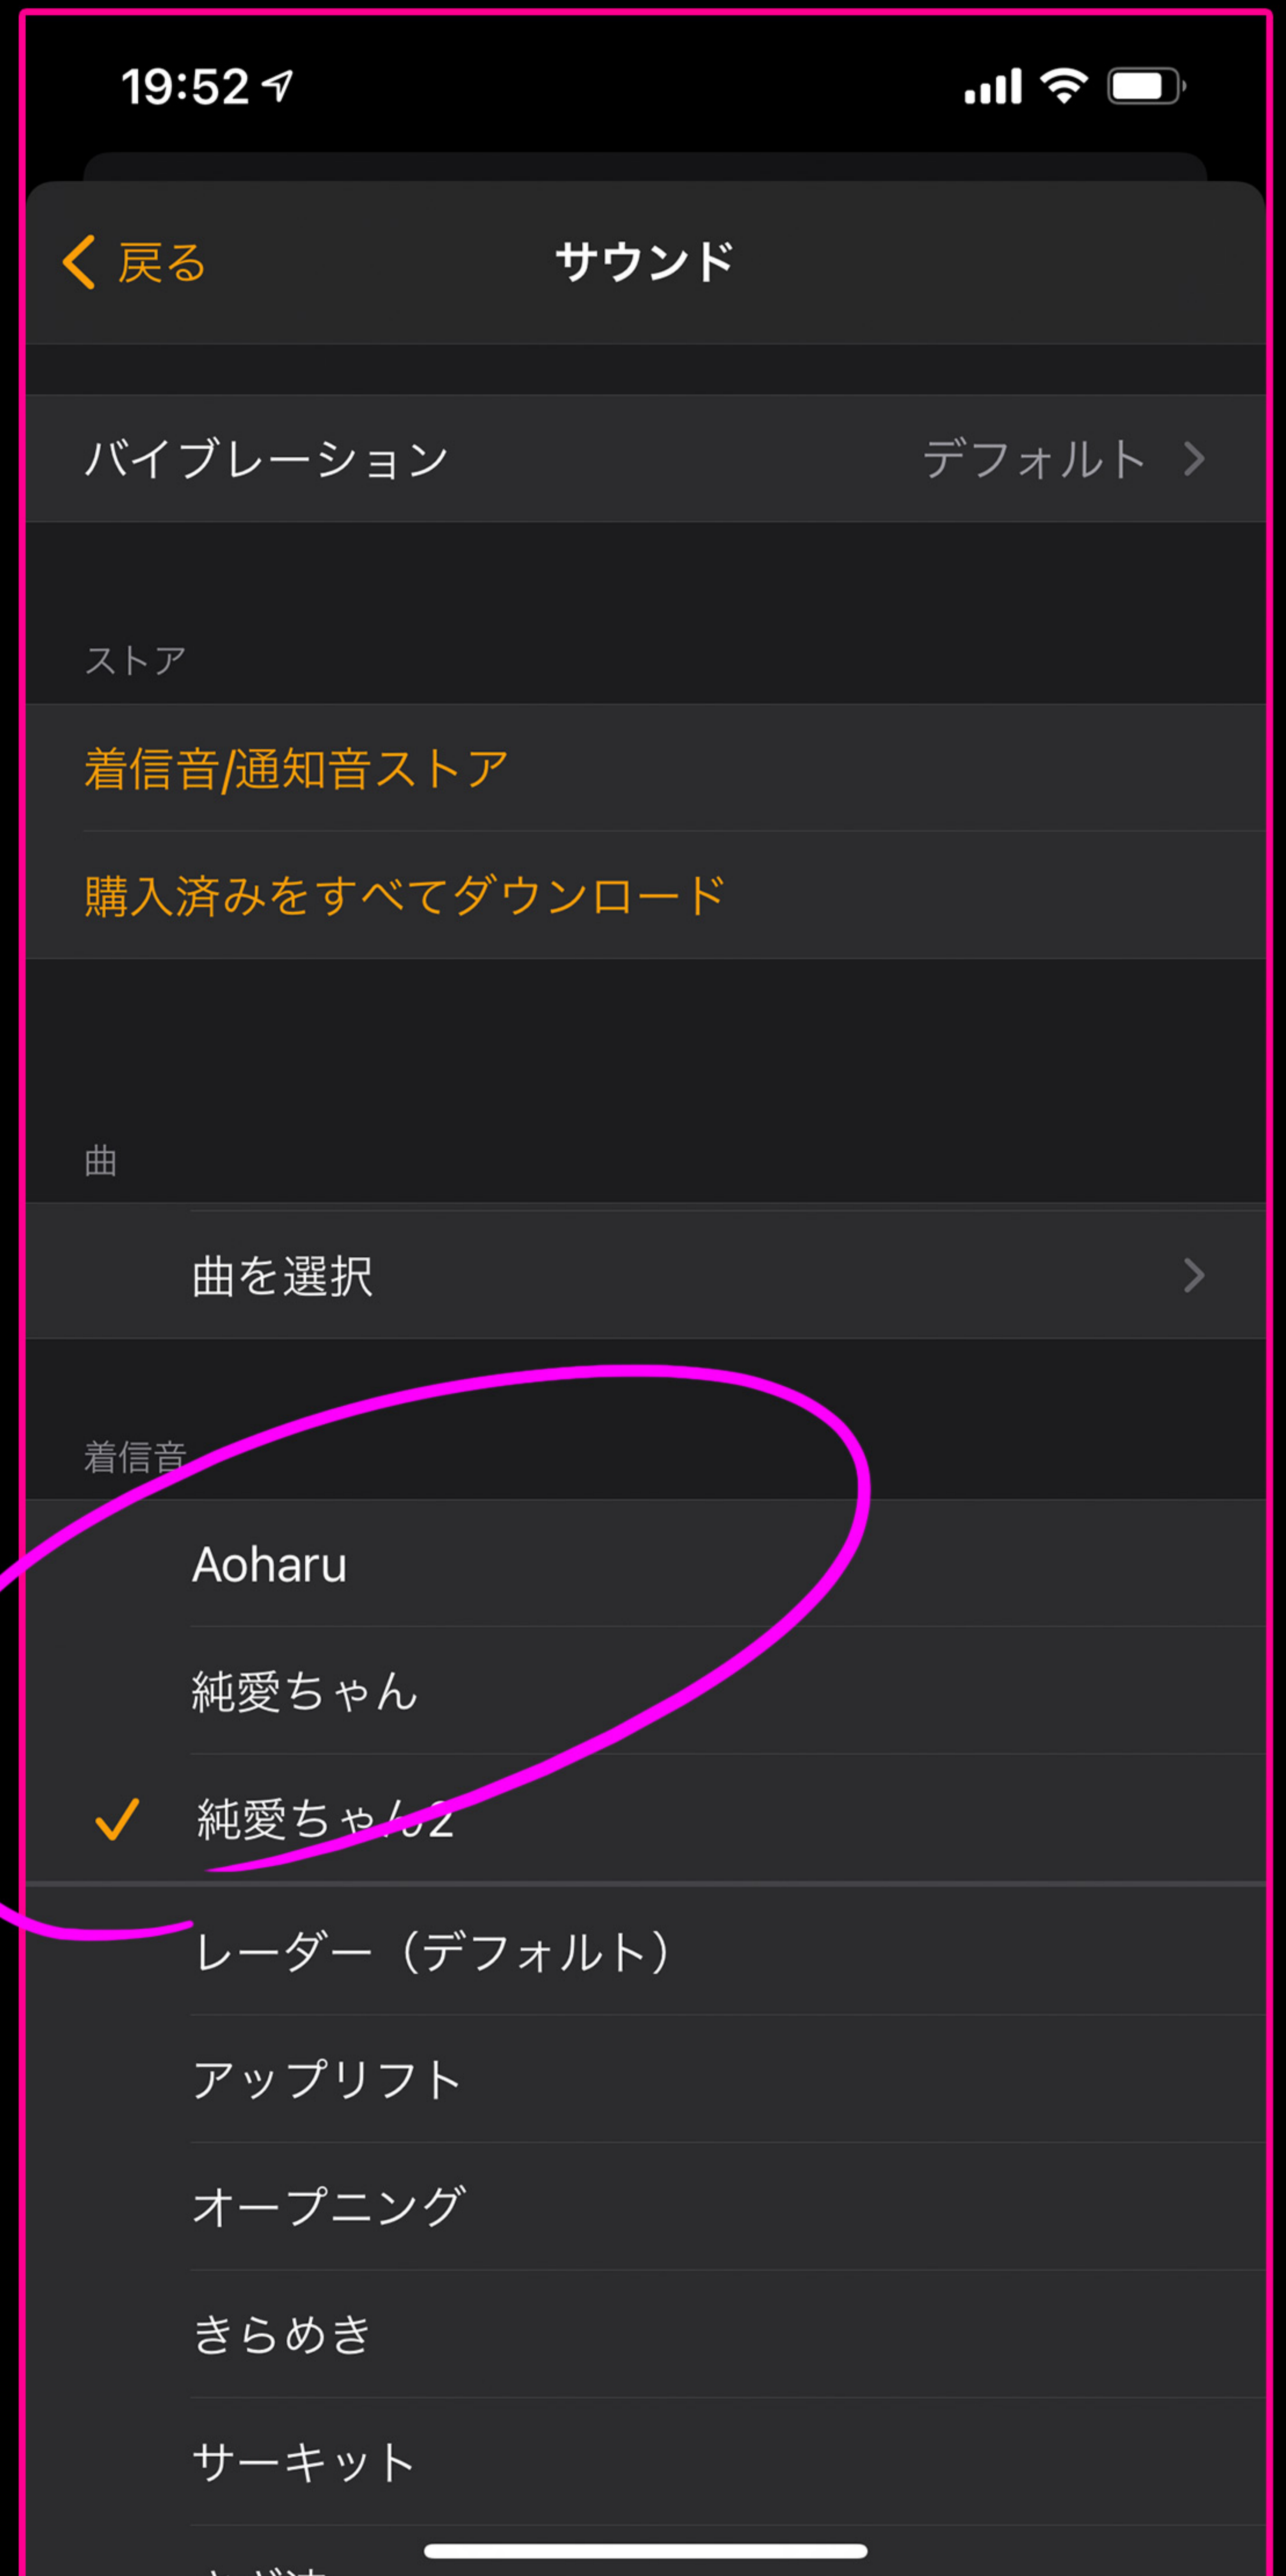 19:52
戻る
サウンド
バイブレーション デフォルト
ストア
着信音/通知音ストア
購入済みをすべてダウンロード
曲
曲を選択
着信音
Aoharu
純愛ちゃん
純愛ちゃん2
レーダー（デフォルト）
アップリフト
オープニング
きらめき
サーキット